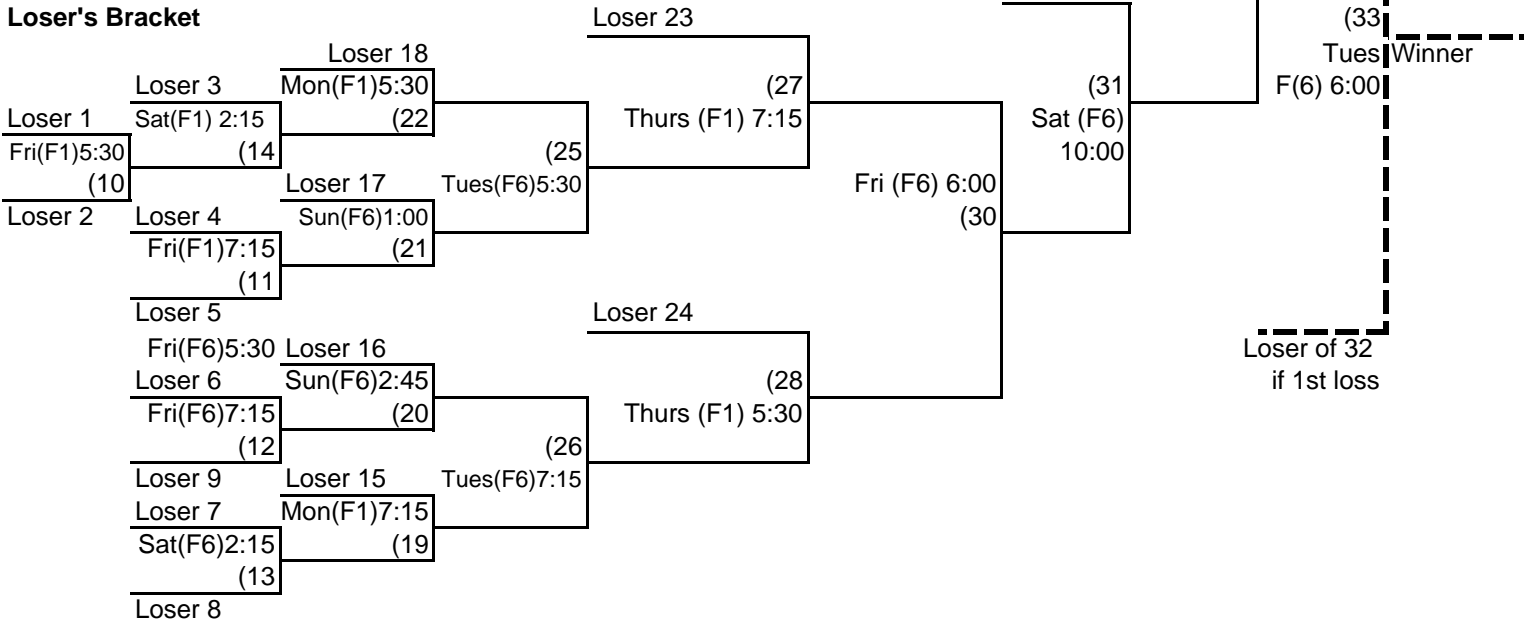 Loser's Bracket
Loser 23
(33
Loser 18
Tues
Winner
Loser 3
Mon(F1)5:30
(27
(31
F(6) 6:00
Loser 1
Sat(F1) 2:15
(22
Thurs (F1) 7:15
Sat (F6)
Fri(F1)5:30
(14
(25
10:00
(10
Loser 17
Tues(F6)5:30
Fri (F6) 6:00
Loser 2
Loser 4
Sun(F6)1:00
(30
Fri(F1)7:15
(21
(11
Loser 5
Loser 24
Fri(F6)5:30
Loser 16
Loser of 32
Loser 6
Sun(F6)2:45
(28
if 1st loss
Fri(F6)7:15
(20
Thurs (F1) 5:30
(12
(26
Loser 9
Loser 15
Tues(F6)7:15
Loser 7
Mon(F1)7:15
Sat(F6)2:15
(19
(13
Loser 8